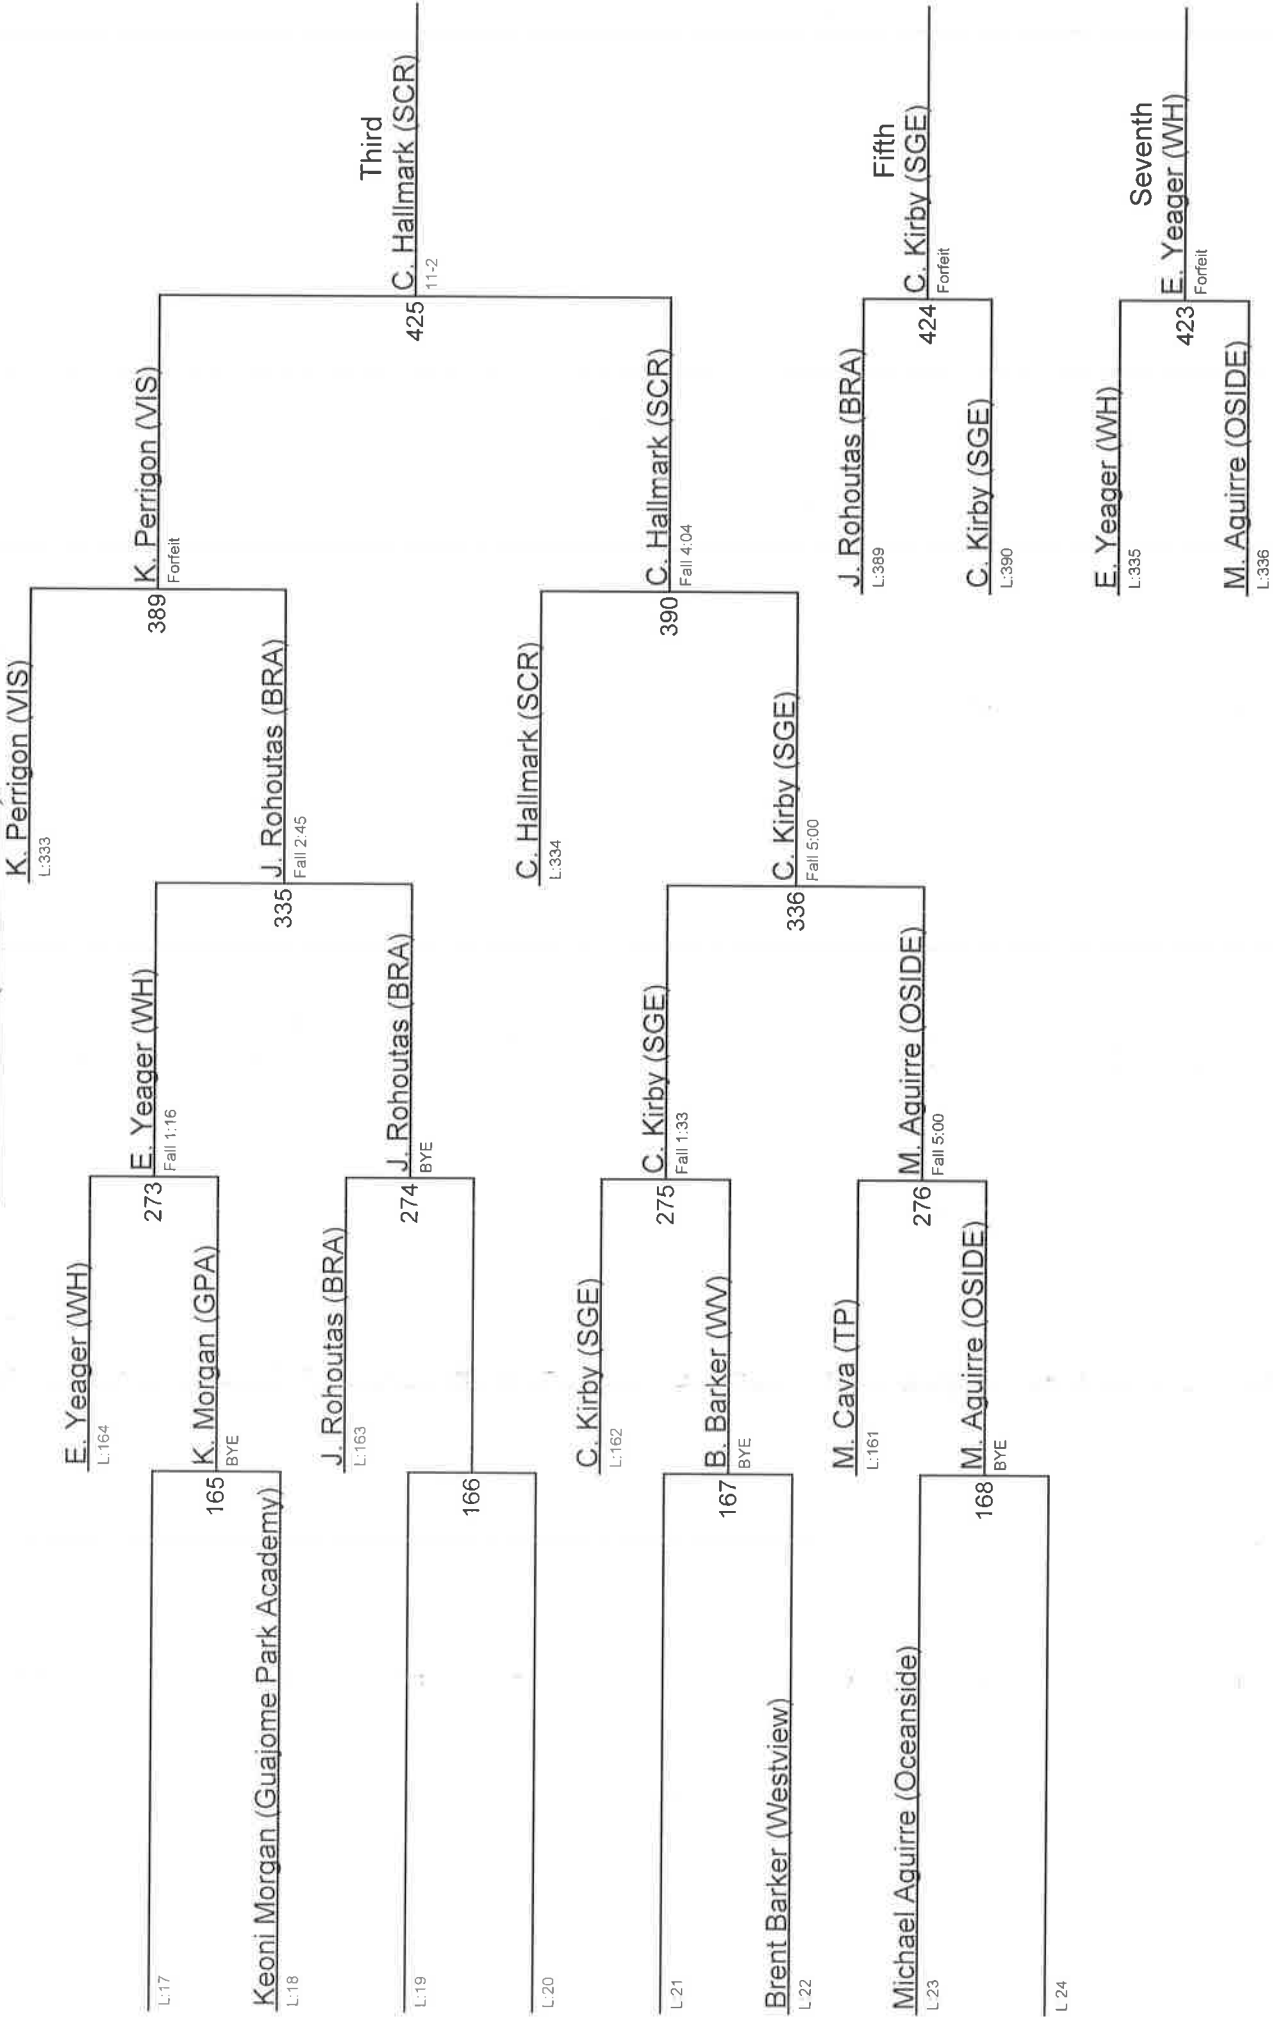 L:17
Keoni Morgan (Guajome Park Academy)
L:18
L:19
L:20
L:21
Brent Barker (Westview)
L:22
Michael Aguirre (Oceanside)
L:23
L:24
E. Yeager (WH)
L:164
165
K. Morgan (GPA)
BYE
J. Rohoutas (BRA)
L:163
166
C. Kirby (SGE)
L:162
167
B. Barker (WV)
BYE
M. Cava (TP)
L:161
168
M. Aguirre (OSIDE)
BYE
273
E. Yeager (WH)
Fall 1:16
274
J. Rohoutas (BRA)
BYE
275
C. Kirby (SGE)
Fall 1:33
276
M. Aguirre (OSIDE)
Fall 5:00
K. Perrigon (VIS)
L:333
335
J. Rohoutas (BRA)
Fall 2:45
C. Hallmark (SCR)
L:334
336
C. Kirby (SGE)
Fall 5:00
389
K. Perrigon (VIS)
Forfeit
390
C. Hallmark (SCR)
Fall 4:04
J. Rohoutas (BRA)
L:389
C. Kirby (SGE)
L:390
E. Yeager (WH)
L:335
M. Aguirre (OSIDE)
L:336
Third
425
C. Hallmark (SCR)
11-2
Fifth
424
C. Kirby (SGE)
Forfeit
Seventh
423
E. Yeager (WH)
Forfeit